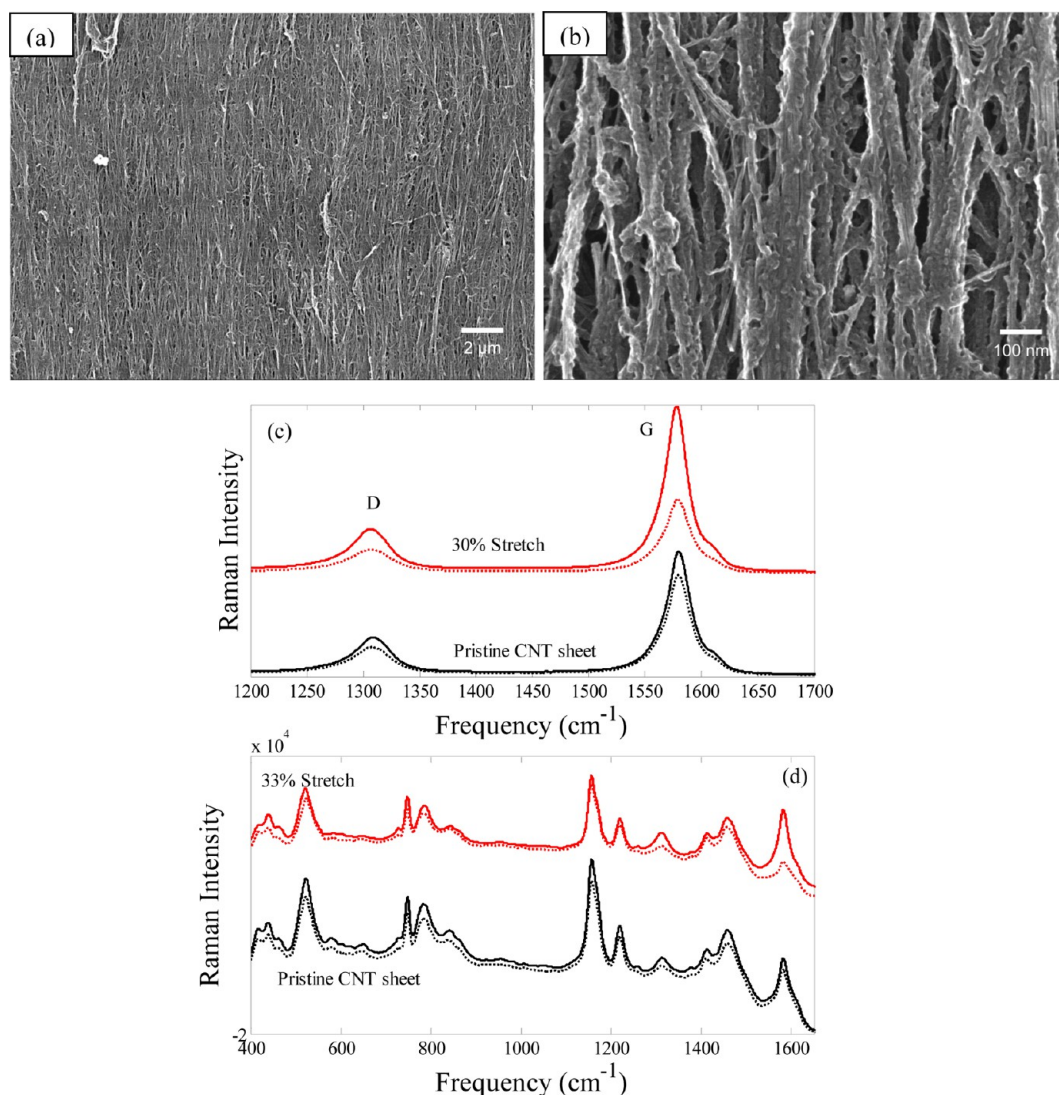 (a)
2 μm
(b)
100 nm
(c)
D
G
30% Stretch
Pristine CNT sheet
Raman Intensity
1200 1250 1300 1350 1400 1450 1500 1550 1600 1650 1700
Frequency (cm⁻¹)
x 10⁴
(d)
33% Stretch
Pristine CNT sheet
Raman Intensity
-2
400 600 800 1000 1200 1400 1600
Frequency (cm⁻¹)